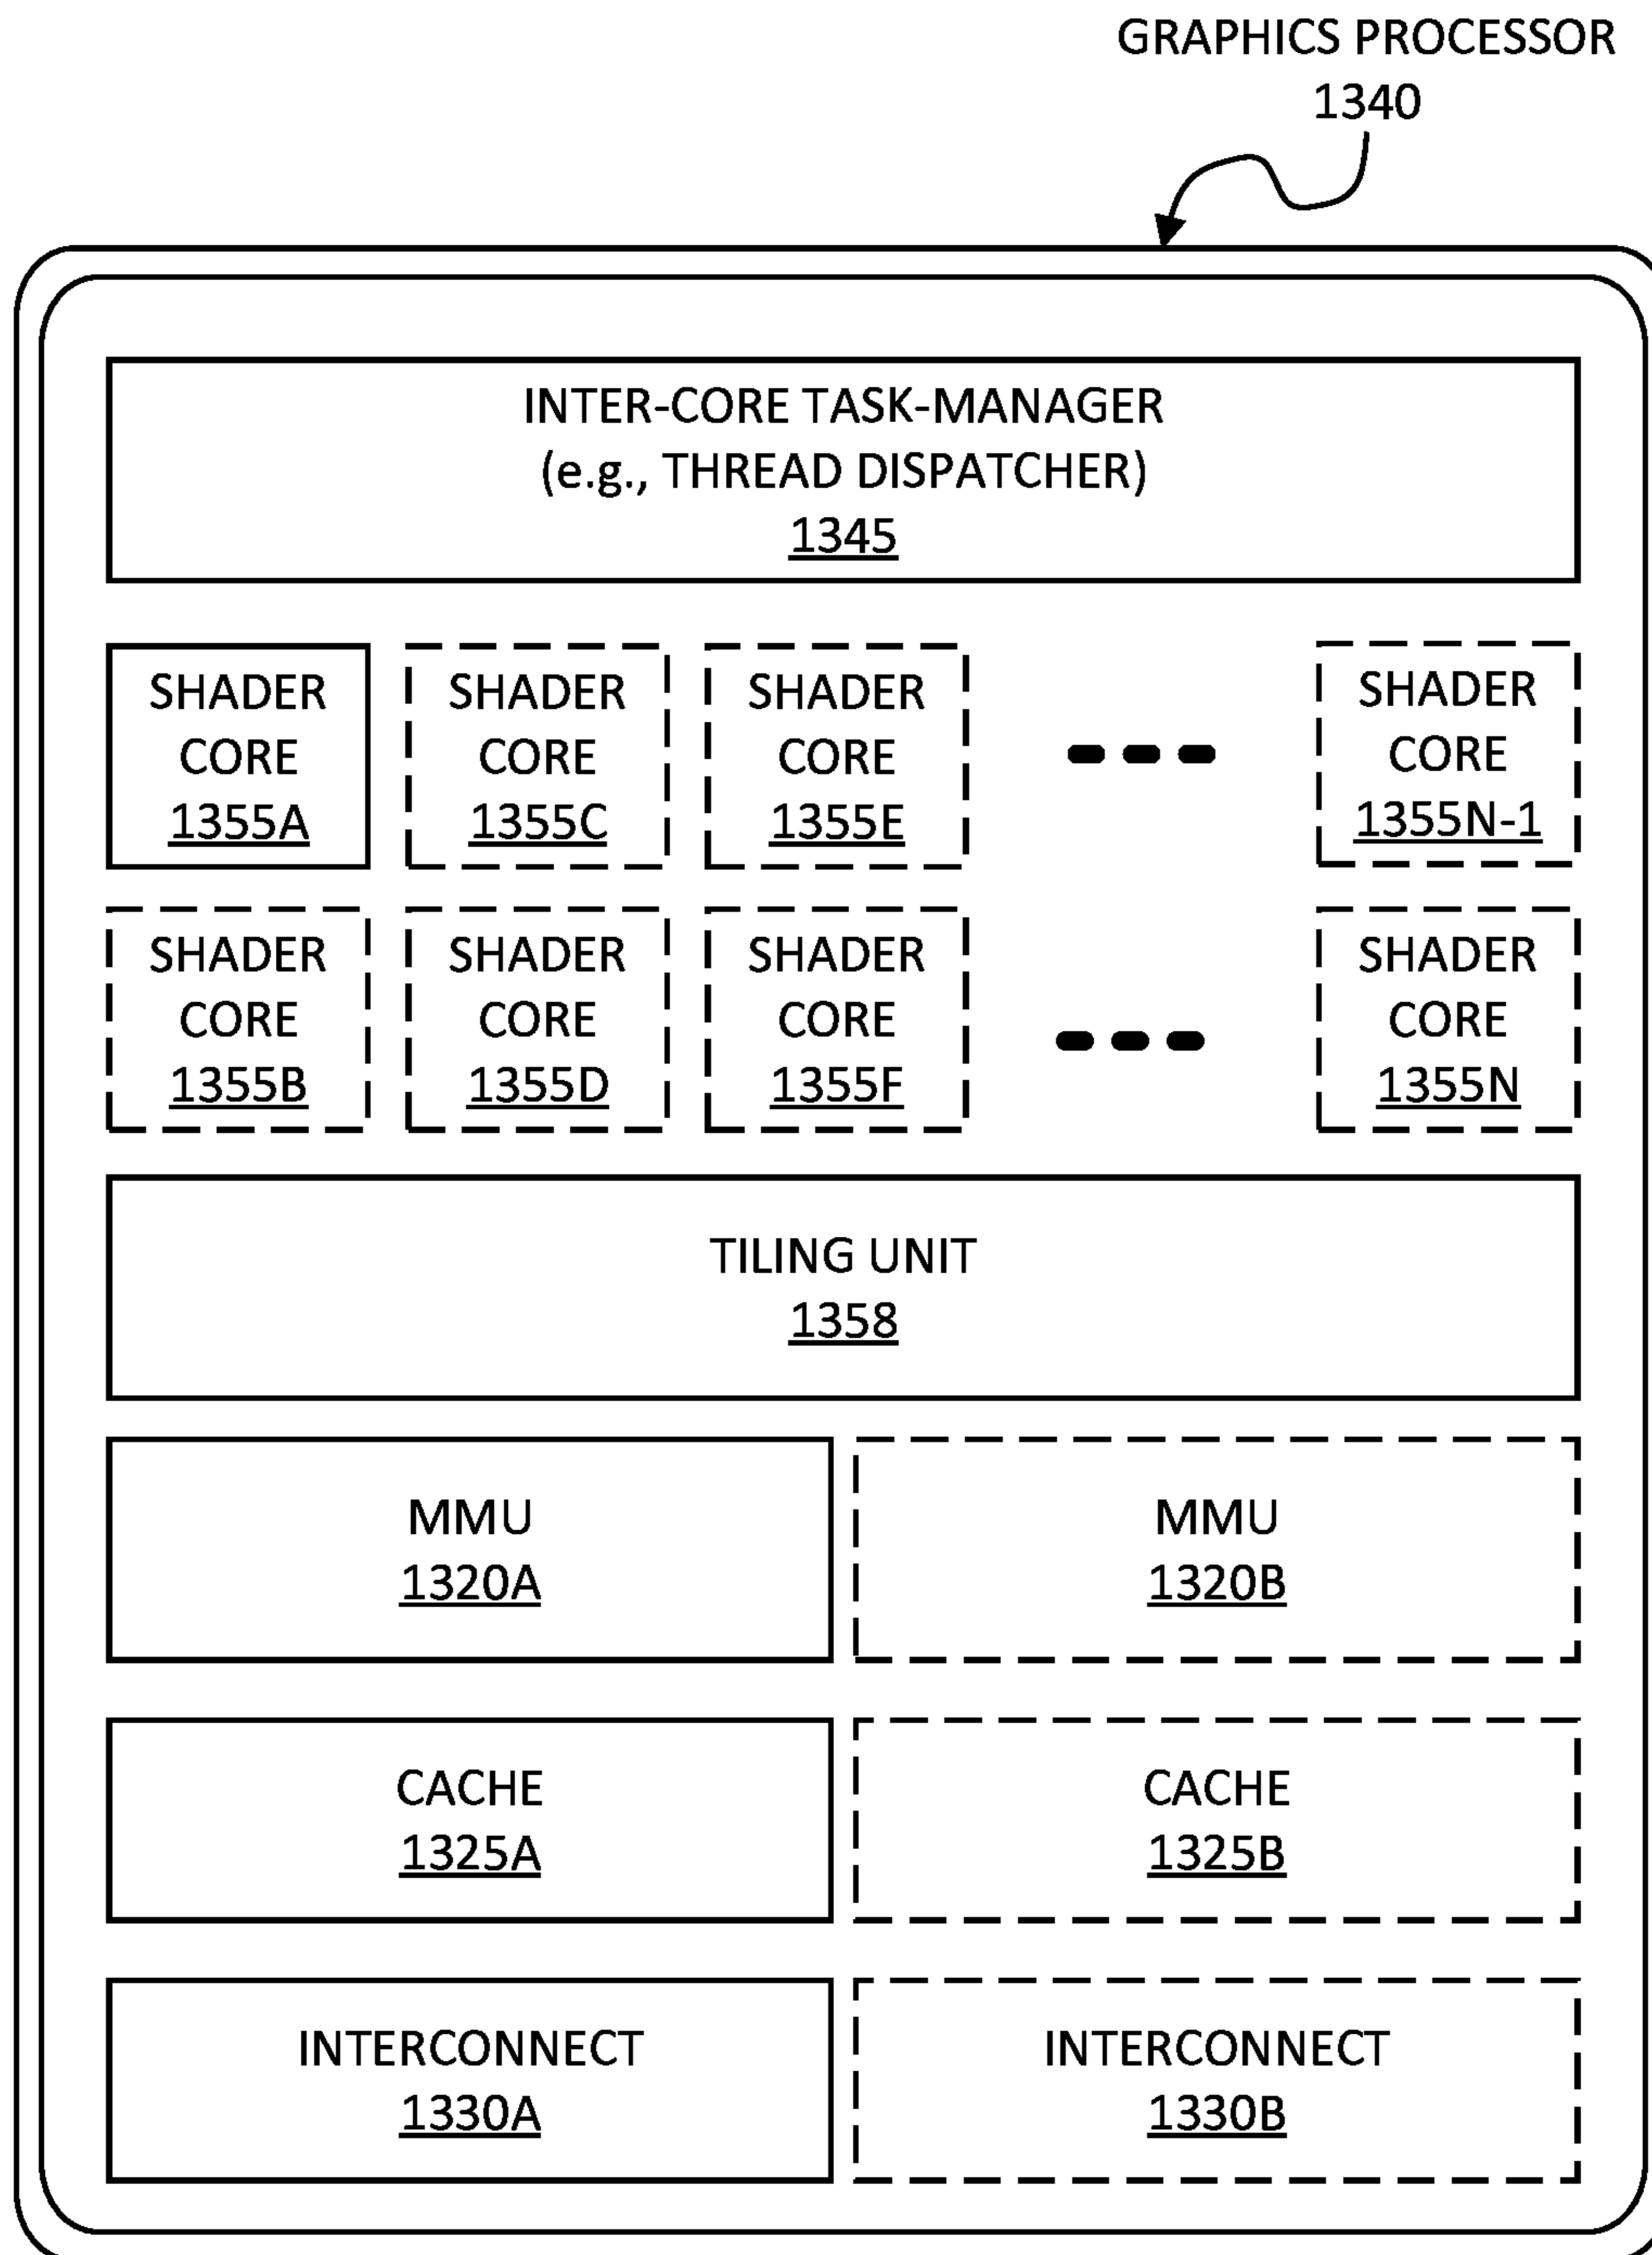 GRAPHICS PROCESSOR
1340
INTER-CORE TASK-MANAGER
(e.g., THREAD DISPATCHER)
1345
SHADER
CORE
1355A
SHADER
CORE
1355C
SHADER
CORE
1355E
SHADER
CORE
1355N-1
SHADER
CORE
1355B
SHADER
CORE
1355D
SHADER
CORE
1355F
SHADER
CORE
1355N
TILING UNIT
1358
MMU
1320A
MMU
1320B
CACHE
1325A
CACHE
1325B
INTERCONNECT
1330A
INTERCONNECT
1330B